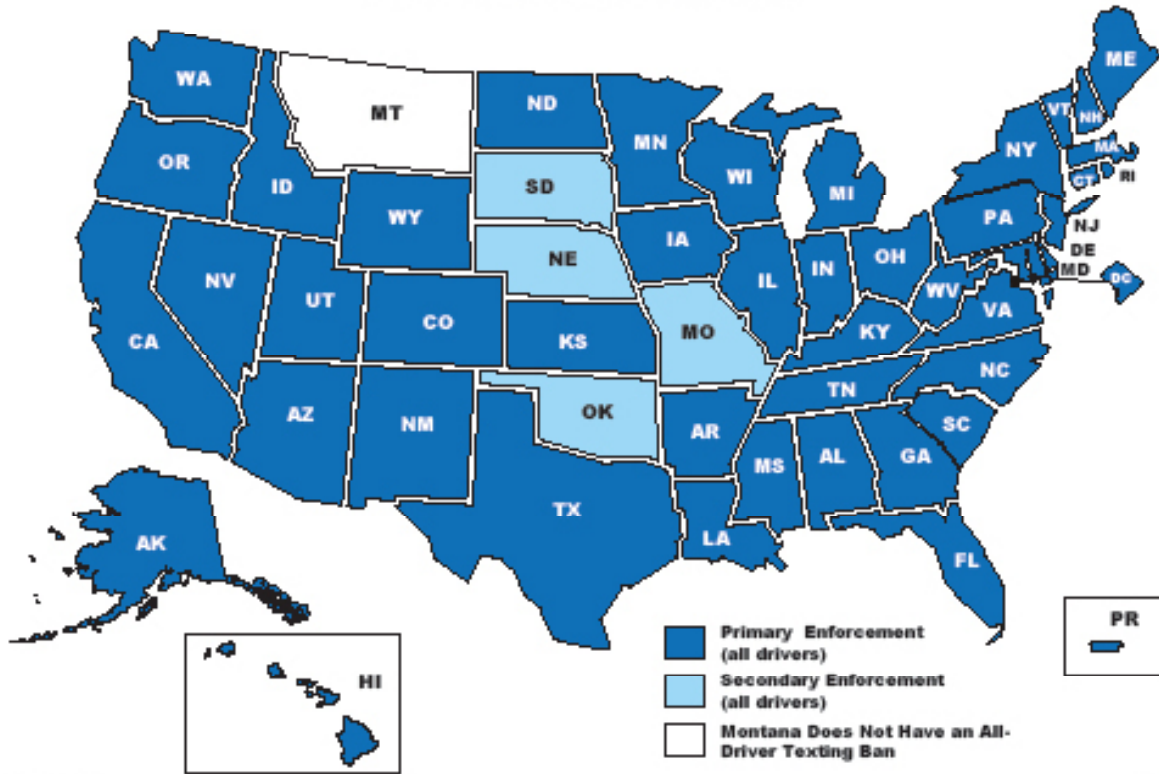 WA
MT
ND
ME
VT
NH
MN
OR
NY
MA
ID
SD
WI
CT
RI
MI
WY
PA
NJ
IA
NE
OH
DE
NV
IL
IN
MD
DC
UT
WV
CO
VA
CA
KS
MO
KY
NC
TN
AZ
OK
NM
AR
SC
MS
AL
GA
TX
LA
AK
FL
PR
HI
Primary Enforcement
(all drivers)
Secondary Enforcement
(all drivers)
Montana Does Not Have an All-
Driver Texting Ban